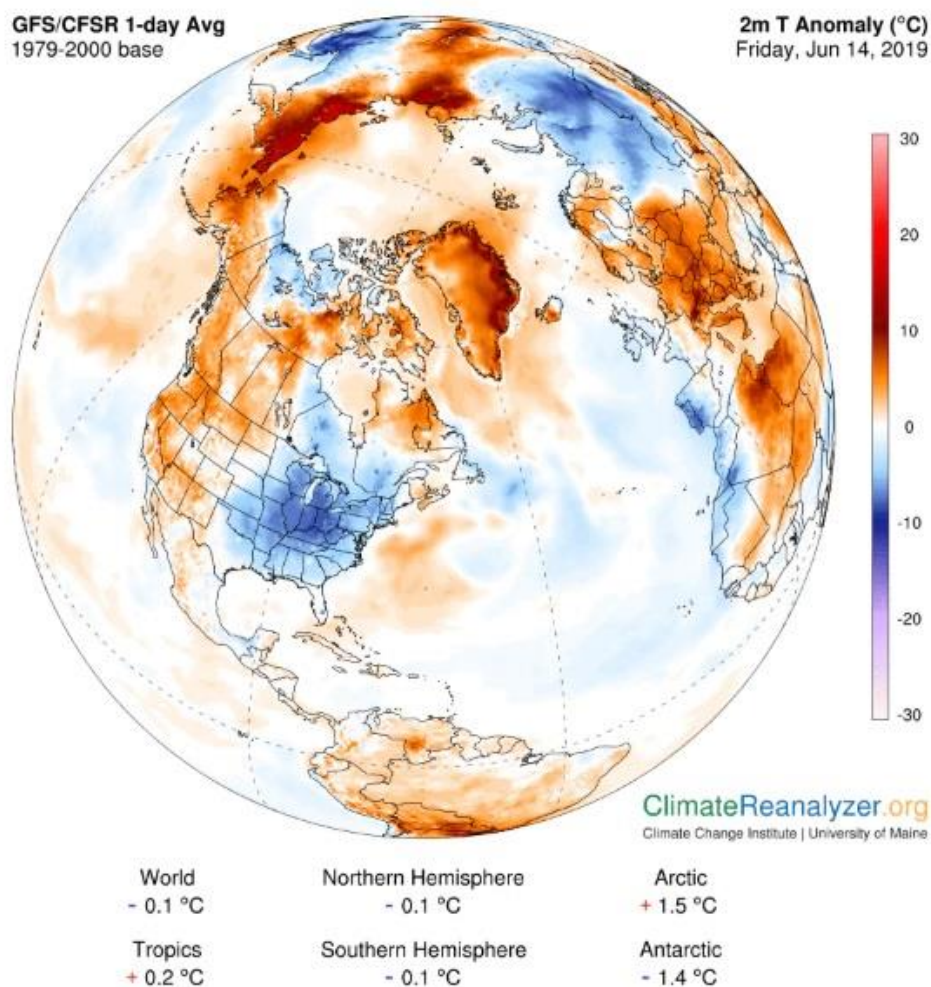 GFS/CFSR 1-day Avg
1979-2000 base
2m T Anomaly (°C)
Friday, Jun 14, 2019
30
20
10
0
-10
-20
-30
ClimateReanalyzer.org
Climate Change Institute | University of Maine
World
- 0.1 °C
Northern Hemisphere
- 0.1 °C
Arctic
+ 1.5 °C
Tropics
+ 0.2 °C
Southern Hemisphere
- 0.1 °C
Antarctic
- 1.4 °C